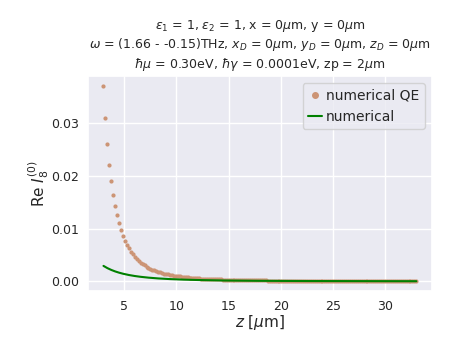 ε₁ = 1, ε₂ = 1, x = 0μm, y = 0μm
ω = (1.66 - -0.15)THz, x_D = 0μm, y_D = 0μm, z_D = 0μm
ℏμ = 0.30eV, ℏγ = 0.0001eV, zp = 2μm
numerical QE
numerical
Re I₈⁽⁰⁾
0.03
0.02
0.01
0.00
5 10 15 20 25 30
z [μm]